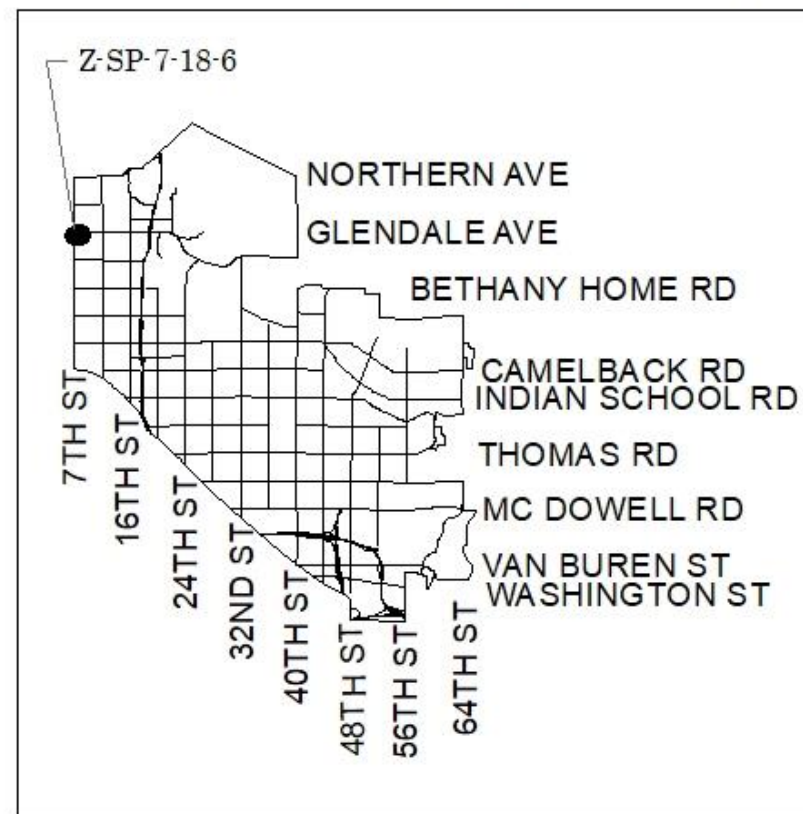 Z-SP-7-18-6
NORTHERN AVE
GLENDALE AVE
BETHANY HOME RD
CAMELBACK RD
INDIAN SCHOOL RD
THOMAS RD
MC DOWELL RD
VAN BUREN ST
WASHINGTON ST
7TH ST
16TH ST
24TH ST
32ND ST
40TH ST
48TH ST
56TH ST
64TH ST